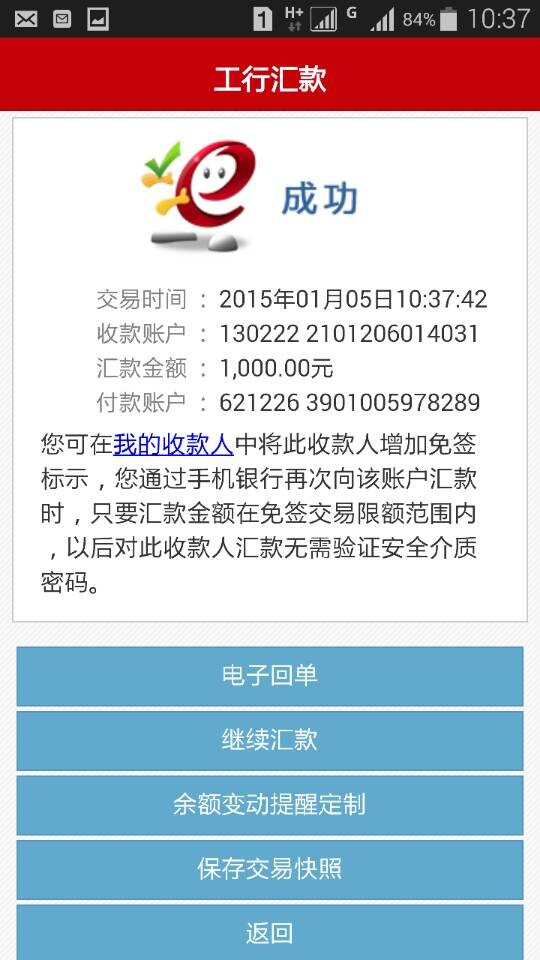 1 H+ G 84% 10:37
工行汇款
成功
交易时间 ： 2015年01月05日10:37:42
收款账户 ： 130222 2101206014031
汇款金额 ： 1,000.00元
付款账户 ： 621226 3901005978289
您可在我的收款人中将此收款人增加免签
标示，您通过手机银行再次向该账户汇款
时，只要汇款金额在免签交易限额范围内
，以后对此收款人汇款无需验证安全介质
密码。
电子回单
继续汇款
余额变动提醒定制
保存交易快照
返回